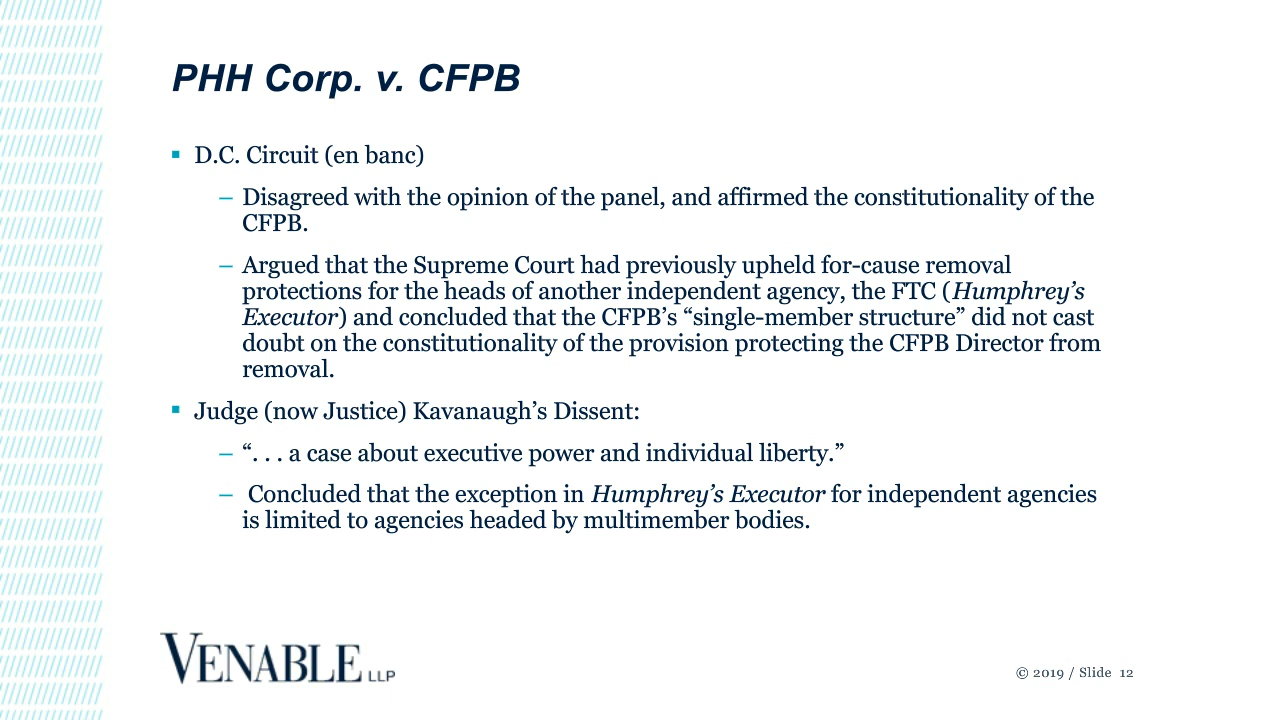 PHH Corp. v. CFPB
▪ D.C. Circuit (en banc)
– Disagreed with the opinion of the panel, and affirmed the constitutionality of the
CFPB.
– Argued that the Supreme Court had previously upheld for-cause removal
protections for the heads of another independent agency, the FTC (Humphrey’s
Executor) and concluded that the CFPB’s “single-member structure” did not cast
doubt on the constitutionality of the provision protecting the CFPB Director from
removal.
▪ Judge (now Justice) Kavanaugh’s Dissent:
– “. . . a case about executive power and individual liberty.”
– Concluded that the exception in Humphrey’s Executor for independent agencies
is limited to agencies headed by multimember bodies.
VENABLE LLP
© 2019 / Slide 12